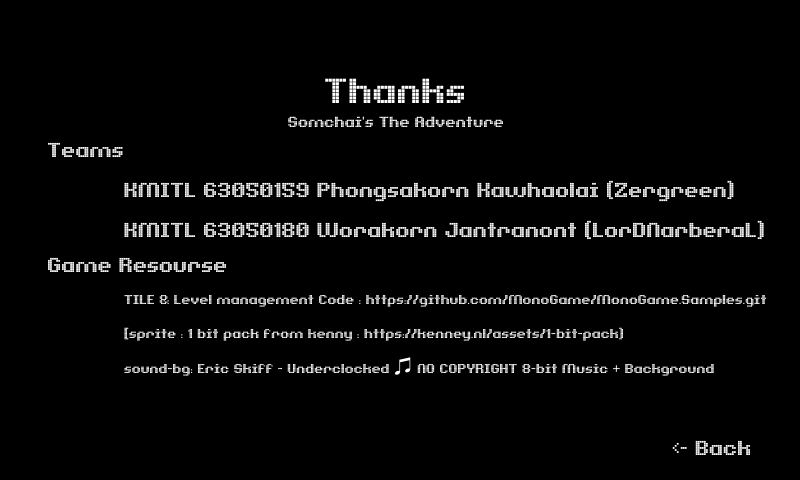 Thanks
Somchai's The Adventure
Teams
KMITL 63050159 Phongsakorn Kawhaolai (Zergreen)
KMITL 63050180 Worakorn Jantranont (LorDNarberaL)
Game Resourse
TILE & Level management Code : https://github.com/MonoGame/MonoGame.Samples.git
(sprite : 1 bit pack from kenny : https://kenney.nl/assets/1-bit-pack)
sound-bg: Eric Skiff - Underclocked ♫ NO COPYRIGHT 8-bit Music + Background
<- Back